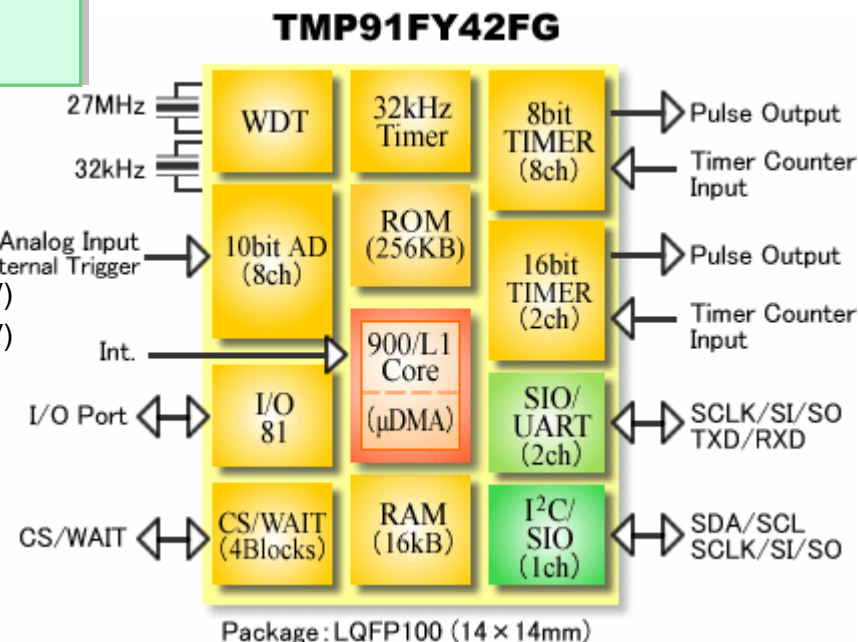 TMP91FY42FG
27MHz
32kHz
Analog Input
ternal Trigger
/)
/)
Int.
I/O Port
CS/WAIT
WDT
32kHz
Timer
8bit
TIMER
(8ch)
10bit AD
(8ch)
ROM
(256KB)
16bit
TIMER
(2ch)
900/L1
Core
(μDMA)
I/O
81
SIO/
UART
(2ch)
CS/WAIT
(4Blocks)
RAM
(16kB)
I²C/
SIO
(1ch)
Pulse Output
Timer Counter
Input
Pulse Output
Timer Counter
Input
SCLK/SI/SO
TXD/RXD
SDA/SCL
SCLK/SI/SO
Package:LQFP100 (14×14mm)